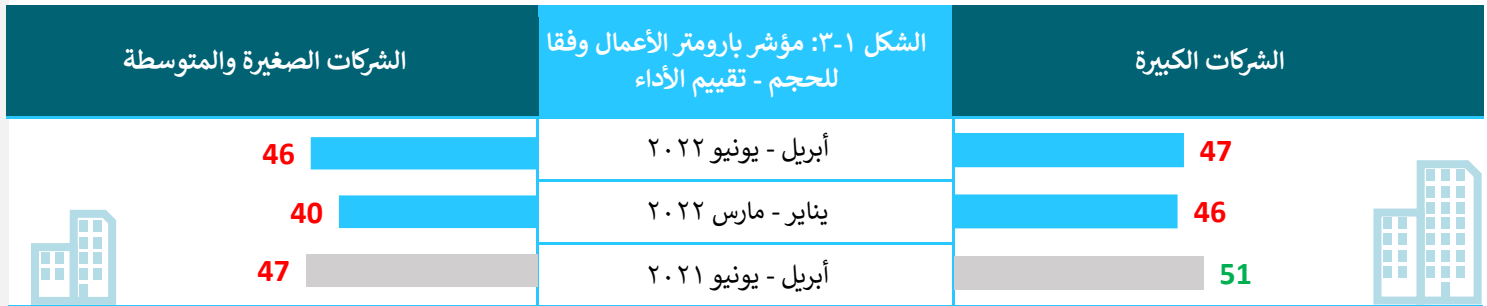 الشركات الكبيرة
الشكل ١-٣: مؤشر بارومتر الأعمال وفقا
للحجم - تقييم الأداء
الشركات الصغيرة والمتوسطة
47
أبريل - يونيو ٢٠٢٢
46
46
يناير - مارس ٢٠٢٢
40
51
أبريل - يونيو ٢٠٢١
47